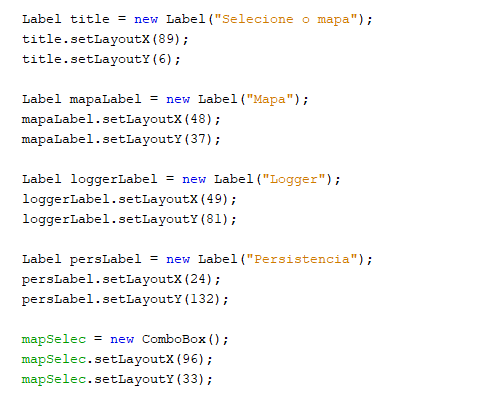 Label title = new Label("Selecione o mapa");
title.setLayoutX(89);
title.setLayoutY(6);
Label mapaLabel = new Label("Mapa");
mapaLabel.setLayoutX(48);
mapaLabel.setLayoutY(37);
Label loggerLabel = new Label("Logger");
loggerLabel.setLayoutX(49);
loggerLabel.setLayoutY(81);
Label persLabel = new Label("Persistencia");
persLabel.setLayoutX(24);
persLabel.setLayoutY(132);
mapSelec = new ComboBox();
mapSelec.setLayoutX(96);
mapSelec.setLayoutY(33);